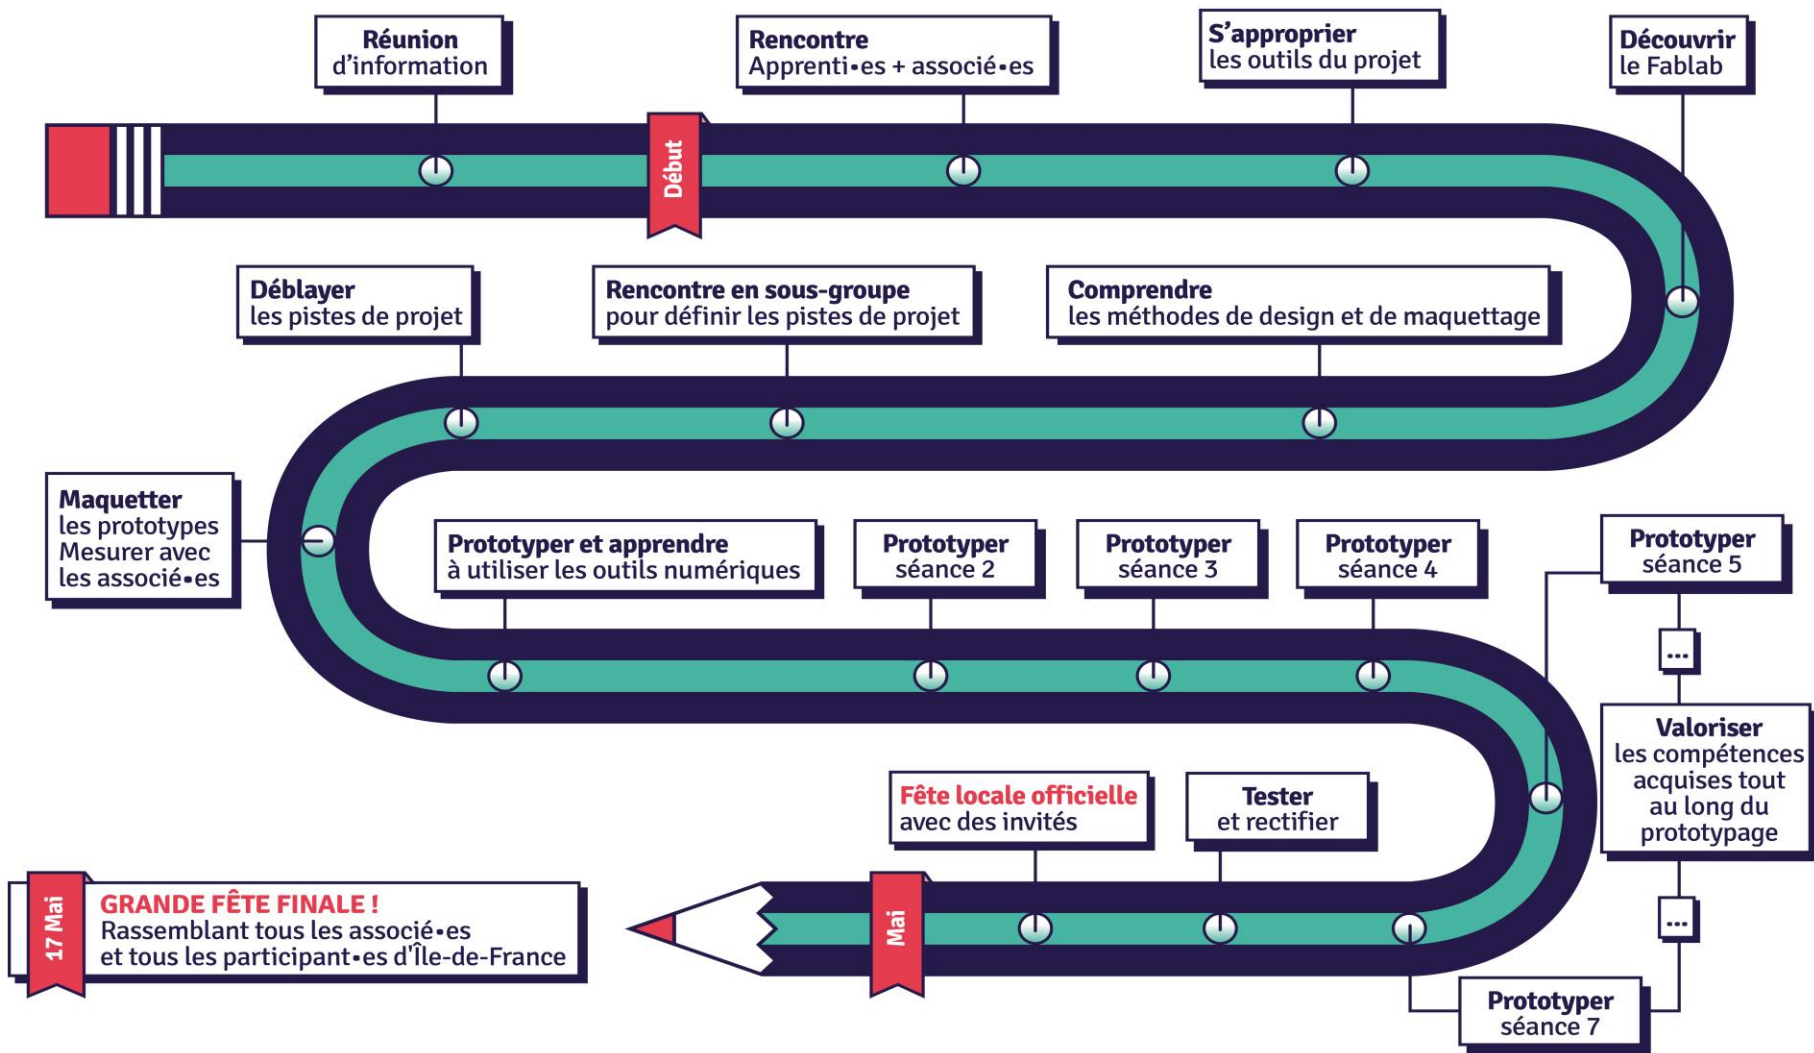 Réunion
d'information
Début
Rencontre
Apprenti•es + associé•es
S'approprier
les outils du projet
Découvrir
le Fablab
Comprendre
les méthodes de design et de maquettage
Rencontre en sous-groupe
pour définir les pistes de projet
Déblayer
les pistes de projet
Maquetter
les prototypes
Mesurer avec
les associé•es
Prototyper et apprendre
à utiliser les outils numériques
Prototyper
séance 2
Prototyper
séance 3
Prototyper
séance 4
Prototyper
séance 5
...
Valoriser
les compétences
acquises tout
au long du
prototypage
...
Prototyper
séance 7
Tester
et rectifier
Fête locale officielle
avec des invités
Mai
17 Mai
GRANDE FÊTE FINALE !
Rassemblant tous les associé•es
et tous les participant•es d'Île-de-France